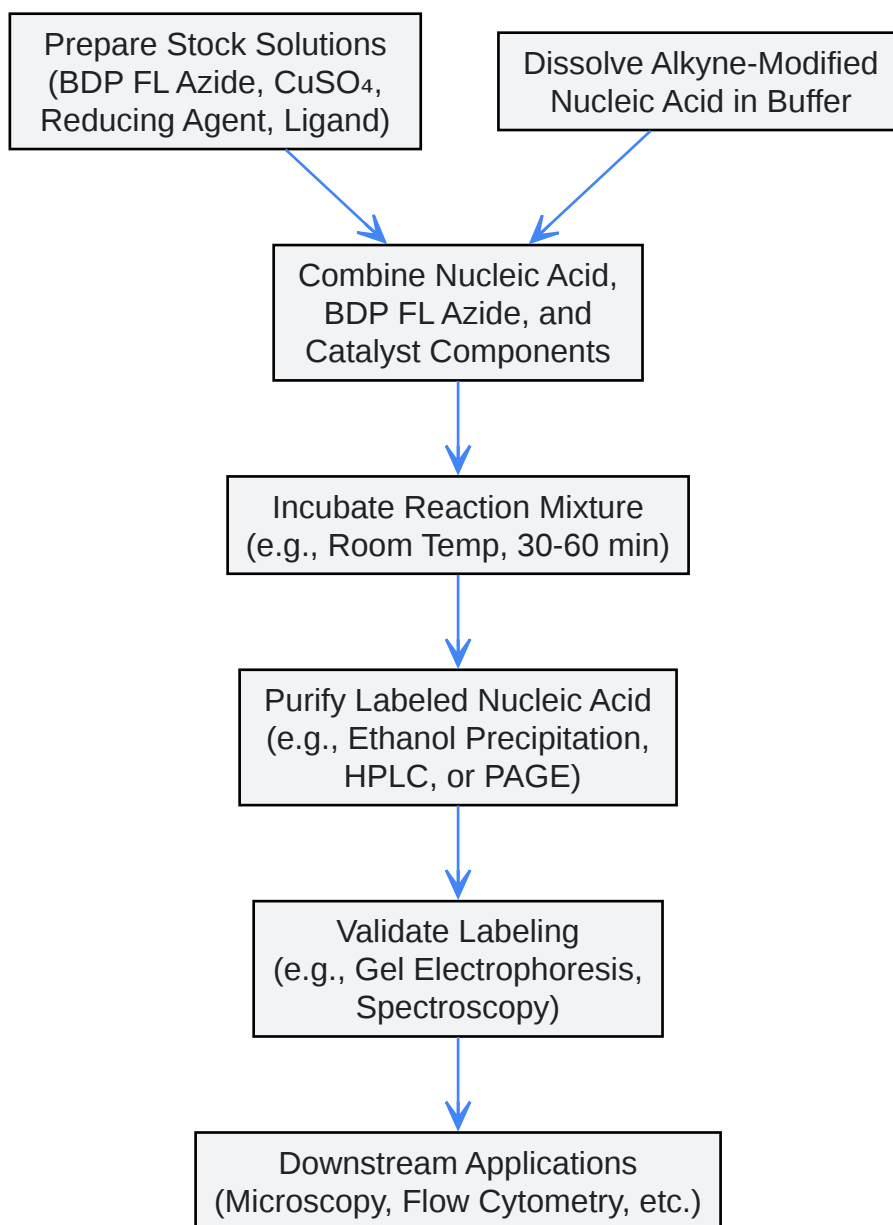 Prepare Stock Solutions
(BDP FL Azide, CuSO₄,
Reducing Agent, Ligand)
Dissolve Alkyne-Modified
Nucleic Acid in Buffer
Combine Nucleic Acid,
BDP FL Azide, and
Catalyst Components
Incubate Reaction Mixture
(e.g., Room Temp, 30-60 min)
Purify Labeled Nucleic Acid
(e.g., Ethanol Precipitation,
HPLC, or PAGE)
Validate Labeling
(e.g., Gel Electrophoresis,
Spectroscopy)
Downstream Applications
(Microscopy, Flow Cytometry, etc.)